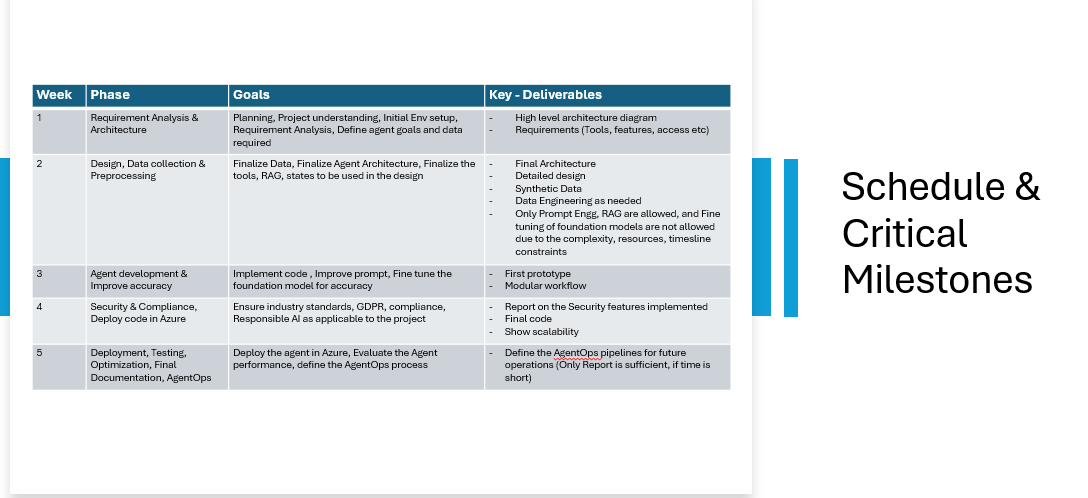 Week Phase Goals Key - Deliverables
1 Requirement Analysis & Planning, Project understanding, Initial Env setup, - High level architecture diagram
Architecture Requirement Analysis, Define agent goals and data - Requirements (Tools, features, access etc)
required
2 Design, Data collection & Finalize Data, Finalize Agent Architecture, Finalize the - Final Architecture
Preprocessing tools, RAG, states to be used in the design - Detailed design
- Synthetic Data
- Data Engineering as needed
- Only Prompt Engg, RAG are allowed, and Fine
tuning of foundation models are not allowed
due to the complexity, resources, timesline
constraints
3 Agent development & Implement code , Improve prompt, Fine tune the - First prototype
Improve accuracy foundation model for accuracy - Modular workflow
4 Security & Compliance, Ensure industry standards, GDPR, compliance, - Report on the Security features implemented
Deploy code in Azure Responsible AI as applicable to the project - Final code
- Show scalability
5 Deployment, Testing, Deploy the agent in Azure, Evaluate the Agent - Define the AgentOps pipelines for future
Optimization, Final performance, define the AgentOps process operations (Only Report is sufficient, if time is
Documentation, AgentOps short)
Schedule &
Critical
Milestones